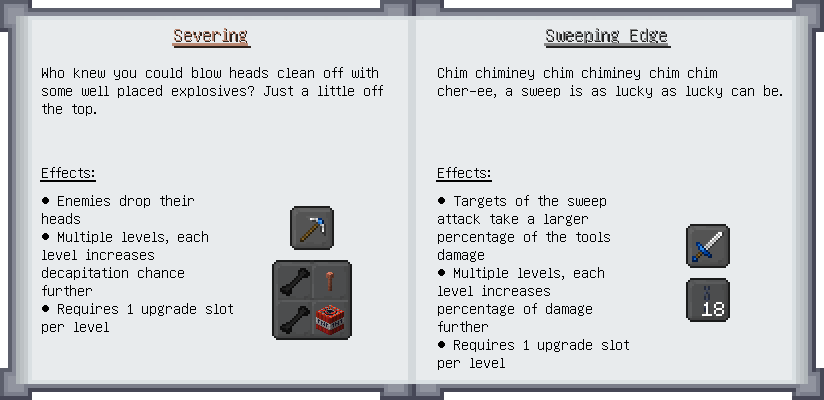 Severing
Who knew you could blow heads clean off with
some well placed explosives? Just a little off
the top.
Effects:
• Enemies drop their
heads
• Multiple levels, each
level increases
decapitation chance
further
• Requires 1 upgrade slot
per level
Sweeping Edge
Chim chiminey chim chiminey chim chim
cher-ee, a sweep is as lucky as lucky can be.
Effects:
• Targets of the sweep
attack take a larger
percentage of the tools
damage
• Multiple levels, each
level increases
percentage of damage
further
• Requires 1 upgrade slot
per level
18